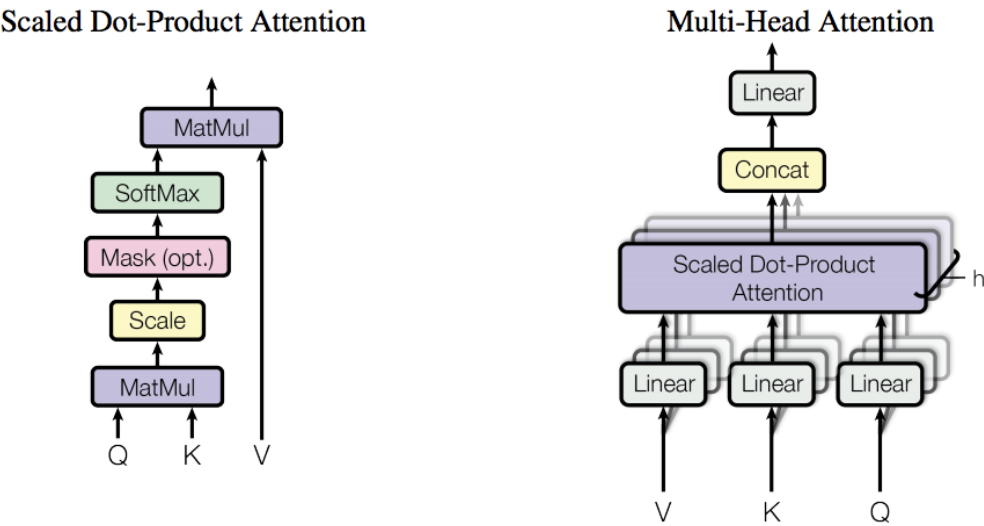 Scaled Dot-Product Attention
MatMul
SoftMax
Mask (opt.)
Scale
MatMul
Q K V
Multi-Head Attention
Linear
Concat
Scaled Dot-Product
Attention
h
Linear Linear Linear
V K Q